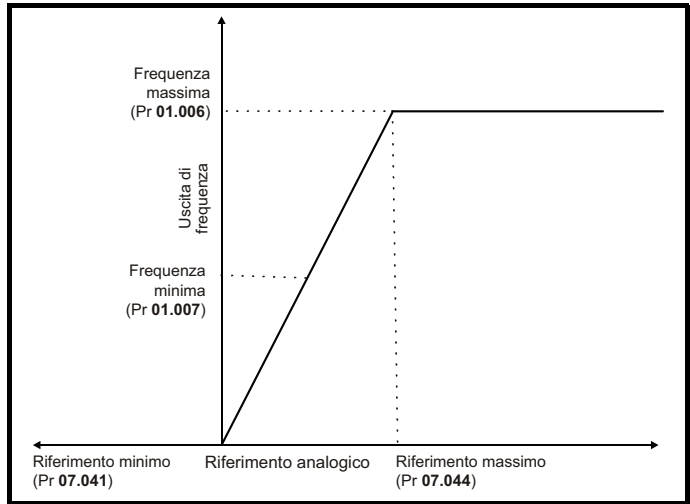 Frequenza
massima
(Pr 01.006)
Uscita di
frequenza
Frequenza
minima
(Pr 01.007)
Riferimento minimo
(Pr 07.041)
Riferimento analogico
Riferimento massimo
(Pr 07.044)